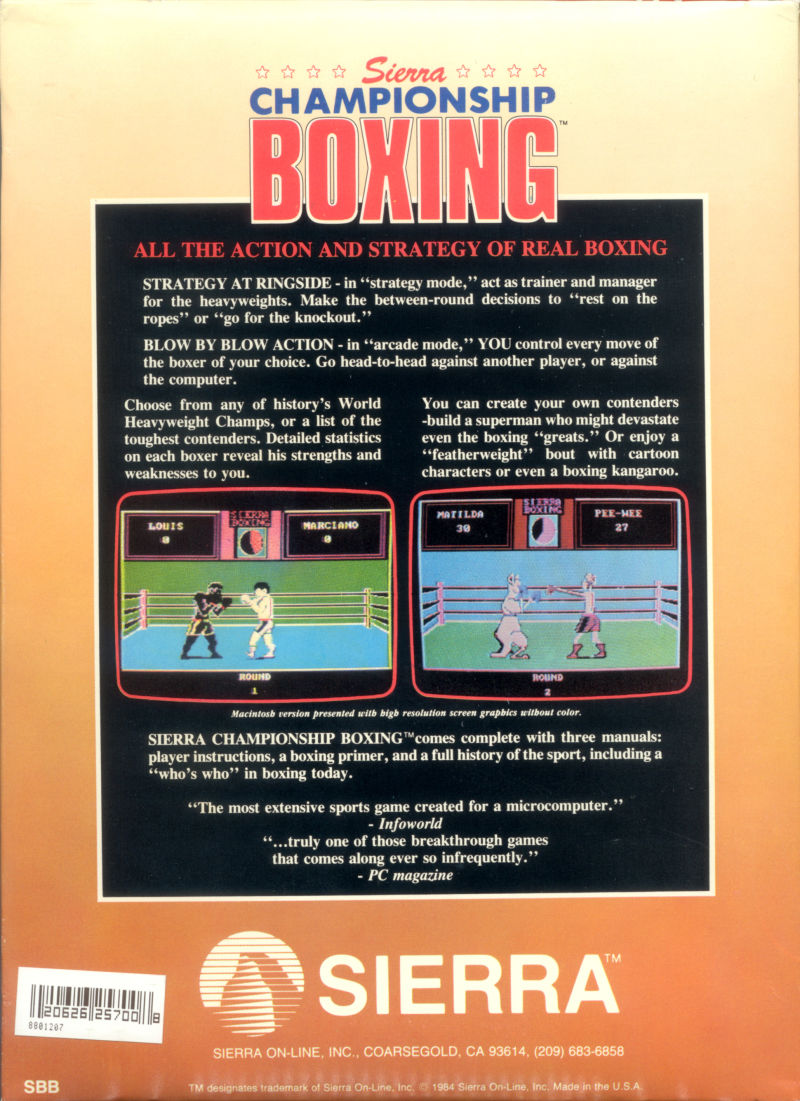 ☆ ☆ ☆ ☆ Sierra ☆ ☆ ☆ ☆
CHAMPIONSHIP
BOXING™
ALL THE ACTION AND STRATEGY OF REAL BOXING
STRATEGY AT RINGSIDE - in “strategy mode,” act as trainer and manager
for the heavyweights. Make the between-round decisions to “rest on the
ropes” or “go for the knockout.”
BLOW BY BLOW ACTION - in “arcade mode,” YOU control every move of
the boxer of your choice. Go head-to-head against another player, or against
the computer.
Choose from any of history’s World
Heavyweight Champs, or a list of the
toughest contenders. Detailed statistics
on each boxer reveal his strengths and
weaknesses to you.
You can create your own contenders
-build a superman who might devastate
even the boxing “greats.” Or enjoy a
“featherweight” bout with cartoon
characters or even a boxing kangaroo.
LOUIS
0
SIERRA
BOXING
MARCIANO
0
ROUND
1
MATILDA
30
SIERRA
BOXING
PEE-WEE
27
ROUND
2
Macintosh version presented with high resolution screen graphics without color.
SIERRA CHAMPIONSHIP BOXING™ comes complete with three manuals:
player instructions, a boxing primer, and a full history of the sport, including a
“who’s who” in boxing today.
“The most extensive sports game created for a microcomputer.”
- Infoworld
“...truly one of those breakthrough games
that comes along ever so infrequently.”
- PC magazine
SIERRA™
20626 25700 8
8801207
SIERRA ON-LINE, INC., COARSEGOLD, CA 93614, (209) 683-6858
SBB
TM designates trademark of Sierra On-Line, Inc. © 1984 Sierra On-Line, Inc. Made in the U.S.A.